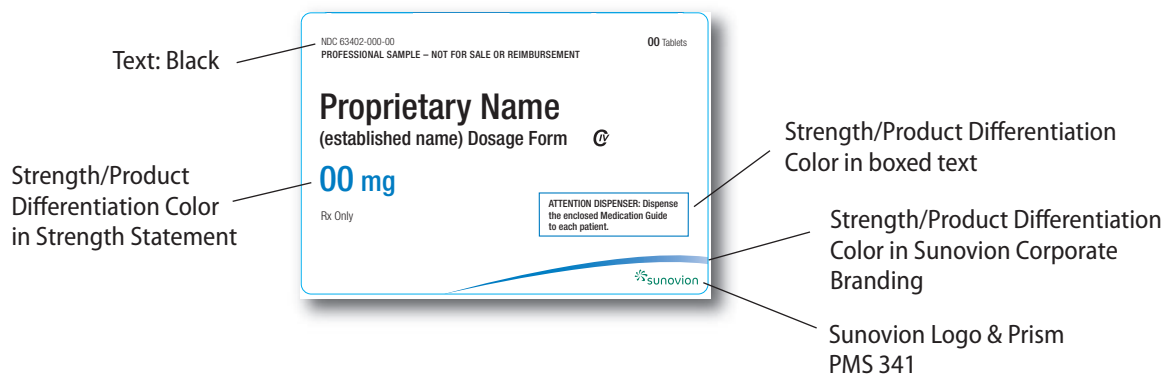 NDC 63402-000-00
00 Tablets
PROFESSIONAL SAMPLE – NOT FOR SALE OR REIMBURSEMENT
Text: Black
Proprietary Name
(established name) Dosage Form CIV
00 mg
Rx Only
ATTENTION DISPENSER: Dispense
the enclosed Medication Guide
to each patient.
sunovion
Strength/Product
Differentiation Color
in Strength Statement
Strength/Product Differentiation
Color in boxed text
Strength/Product Differentiation
Color in Sunovion Corporate
Branding
Sunovion Logo & Prism
PMS 341